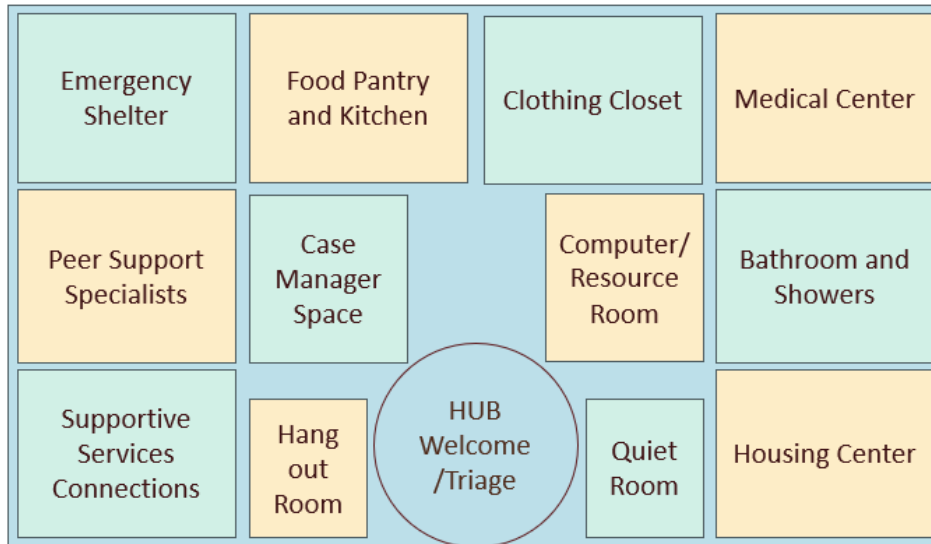 Emergency
Shelter
Food Pantry
and Kitchen
Clothing Closet
Medical Center
Peer Support
Specialists
Case
Manager
Space
Computer/
Resource
Room
Bathroom and
Showers
Supportive
Services
Connections
Hang
out
Room
HUB
Welcome
/Triage
Quiet
Room
Housing Center